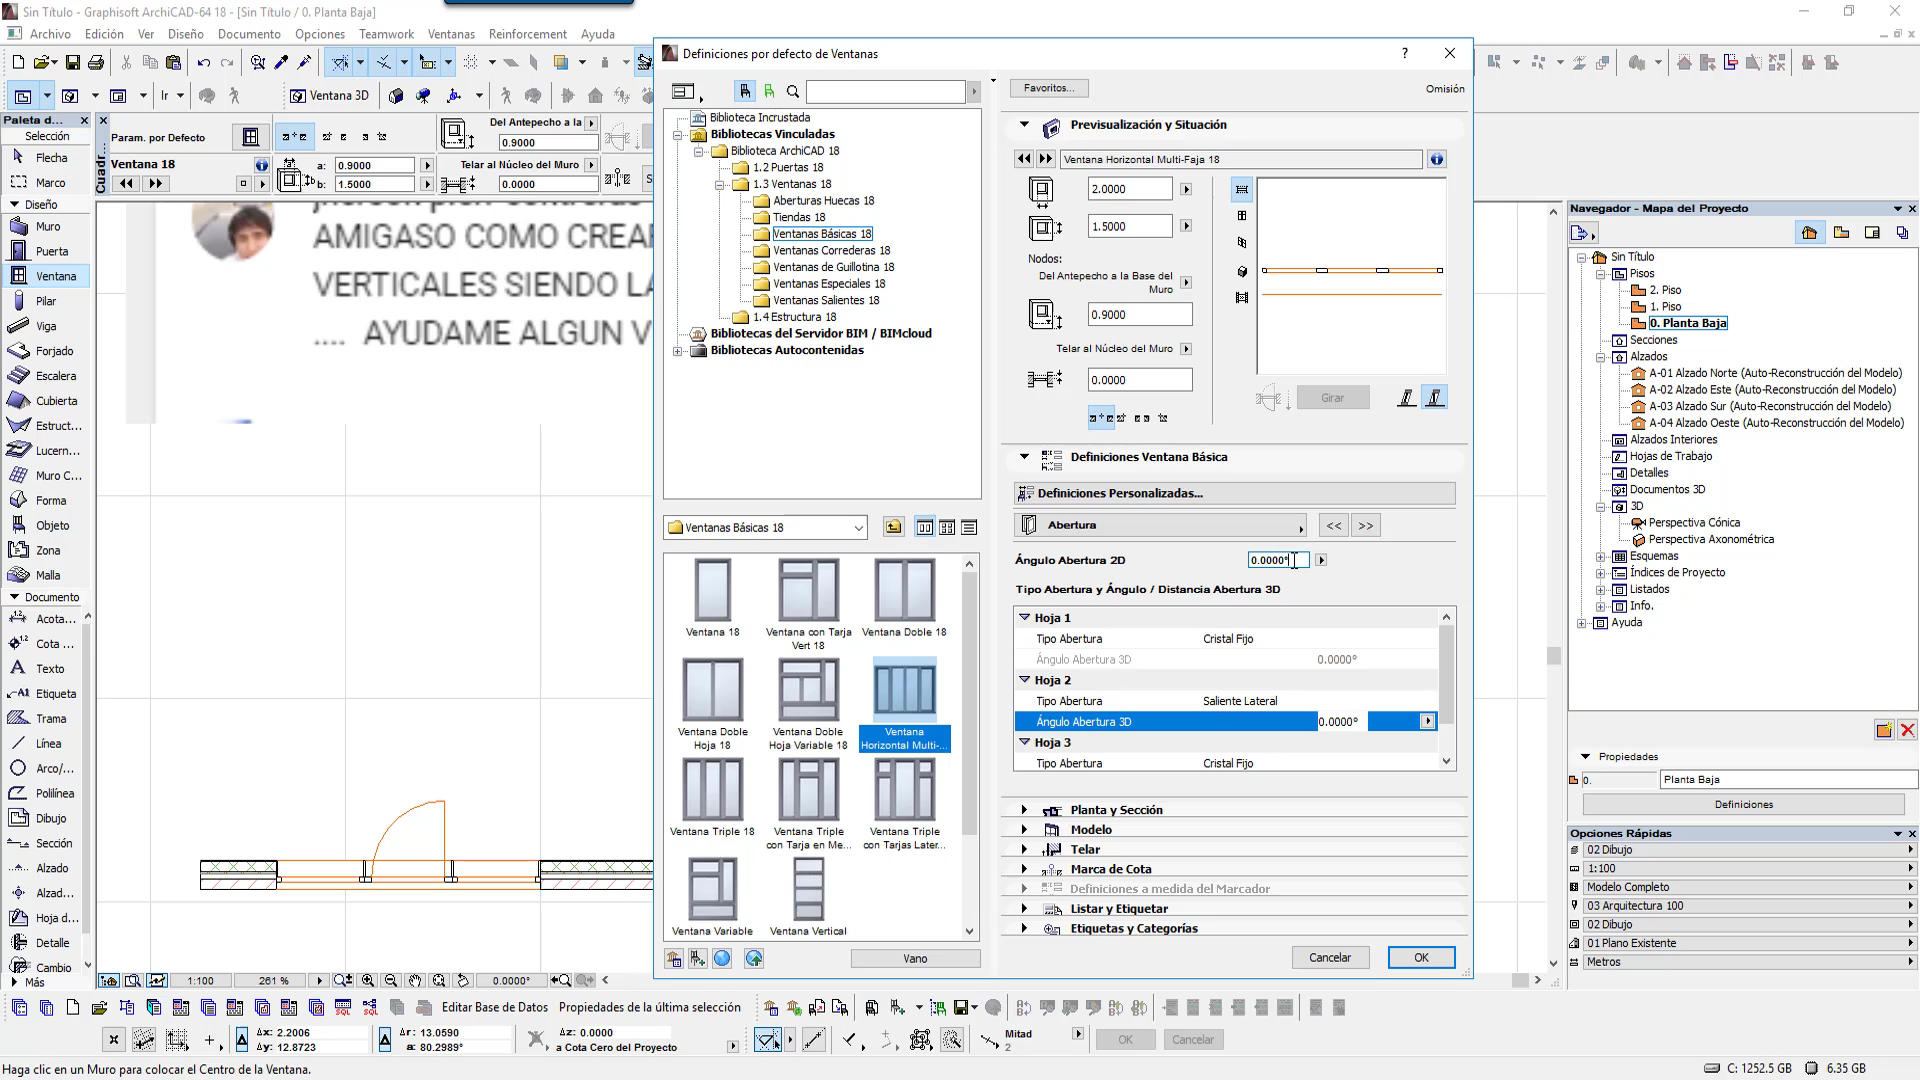 Sin Título - Graphisoft ArchiCAD-64 18 - [Sin Título / 0. Planta Baja]
Archivo Edición Ver Diseño Documento Opciones Teamwork Ventanas Reinforcement Ayuda
Ir
Ventana 3D
Paleta d...
Selección
Flecha
Marco
Diseño
Muro
Puerta
Ventana
Pilar
Viga
Forjado
Escalera
Cubierta
Estruct...
Lucern...
Muro C...
Forma
Objeto
Zona
Malla
Documento
Acota...
Cota ...
Texto
Etiqueta
Trama
Línea
Arco/...
Polilínea
Dibujo
Sección
Alzado
Alzad...
Hoja d...
Detalle
Cambio
Más
Cuadr...
Param. por Defecto
Ventana 18
a: 0.9000
b: 1.5000
Del Antepecho a la
0.9000
Telar al Núcleo del Muro
0.0000
S
AMIGASO COMO CREAR
VERTICALES SIENDO LA
.... AYUDAME ALGUN V
Definiciones por defecto de Ventanas
?
Biblioteca Incrustada
Bibliotecas Vinculadas
Biblioteca ArchiCAD 18
1.2 Puertas 18
1.3 Ventanas 18
Aberturas Huecas 18
Tiendas 18
Ventanas Básicas 18
Ventanas Correderas 18
Ventanas de Guillotina 18
Ventanas Especiales 18
Ventanas Salientes 18
1.4 Estructura 18
Bibliotecas del Servidor BIM / BIMcloud
Bibliotecas Autocontenidas
Ventanas Básicas 18
Ventana 18
Ventana con Tarja Vert 18
Ventana Doble 18
Ventana Doble Hoja 18
Ventana Doble Hoja Variable 18
Ventana Horizontal Multi-...
Ventana Triple 18
Ventana Triple con Tarja en Me...
Ventana Triple con Tarjas Later...
Ventana Variable
Ventana Vertical
Vano
Favoritos...
Omisión
Previsualización y Situación
Ventana Horizontal Multi-Faja 18
2.0000
1.5000
Nodos:
Del Antepecho a la Base del Muro
0.9000
Telar al Núcleo del Muro
0.0000
Girar
Definiciones Ventana Básica
Definiciones Personalizadas...
Abertura
<< >>
Ángulo Abertura 2D 0.0000°
Tipo Abertura y Ángulo / Distancia Abertura 3D
Hoja 1
Tipo Abertura Cristal Fijo
Ángulo Abertura 3D 0.0000°
Hoja 2
Tipo Abertura Saliente Lateral
Ángulo Abertura 3D 0.0000°
Hoja 3
Tipo Abertura Cristal Fijo
Planta y Sección
Modelo
Telar
Marca de Cota
Definiciones a medida del Marcador
Listar y Etiquetar
Etiquetas y Categorías
Cancelar OK
Navegador - Mapa del Proyecto
Sin Título
Pisos
2. Piso
1. Piso
0. Planta Baja
Secciones
Alzados
A-01 Alzado Norte (Auto-Reconstrucción del Modelo)
A-02 Alzado Este (Auto-Reconstrucción del Modelo)
A-03 Alzado Sur (Auto-Reconstrucción del Modelo)
A-04 Alzado Oeste (Auto-Reconstrucción del Modelo)
Alzados Interiores
Hojas de Trabajo
Detalles
Documentos 3D
3D
Perspectiva Cónica
Perspectiva Axonométrica
Esquemas
Índices de Proyecto
Listados
Info.
Ayuda
Propiedades
0. Planta Baja
Definiciones
Opciones Rápidas
02 Dibujo
1:100
Modelo Completo
03 Arquitectura 100
02 Dibujo
01 Plano Existente
Metros
1:100 261 % 0.0000°
Editar Base de Datos Propiedades de la última selección
Δx: 2.2006
Δy: 12.8723
Δr: 13.0590
a: 80.2989°
Δz: 0.0000
a Cota Cero del Proyecto
Mitad
2
OK Cancelar
Haga clic en un Muro para colocar el Centro de la Ventana.
C: 1252.5 GB 6.35 GB